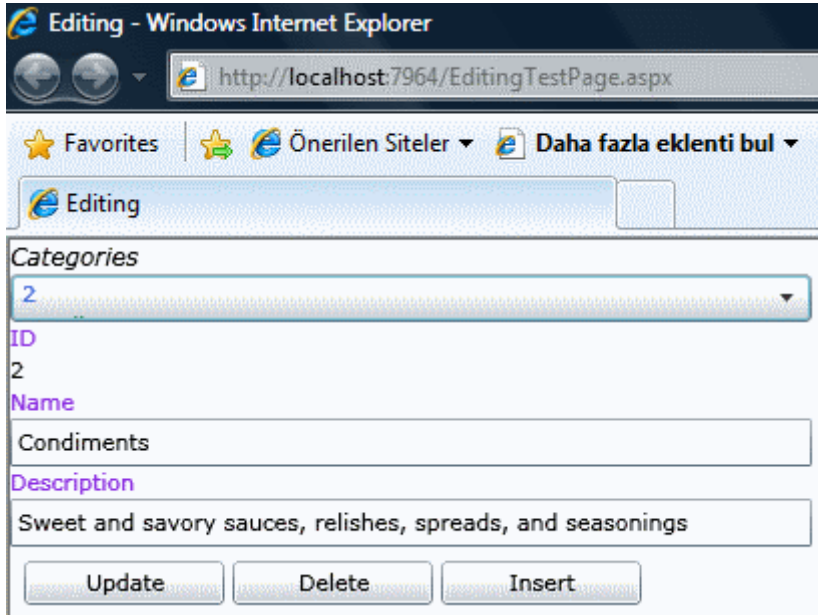 Editing - Windows Internet Explorer
http://localhost:7964/EditingTestPage.aspx
Favorites Önerilen Siteler Daha fazla eklenti bul
Editing
Categories
2
ID
2
Name
Condiments
Description
Sweet and savory sauces, relishes, spreads, and seasonings
Update Delete Insert